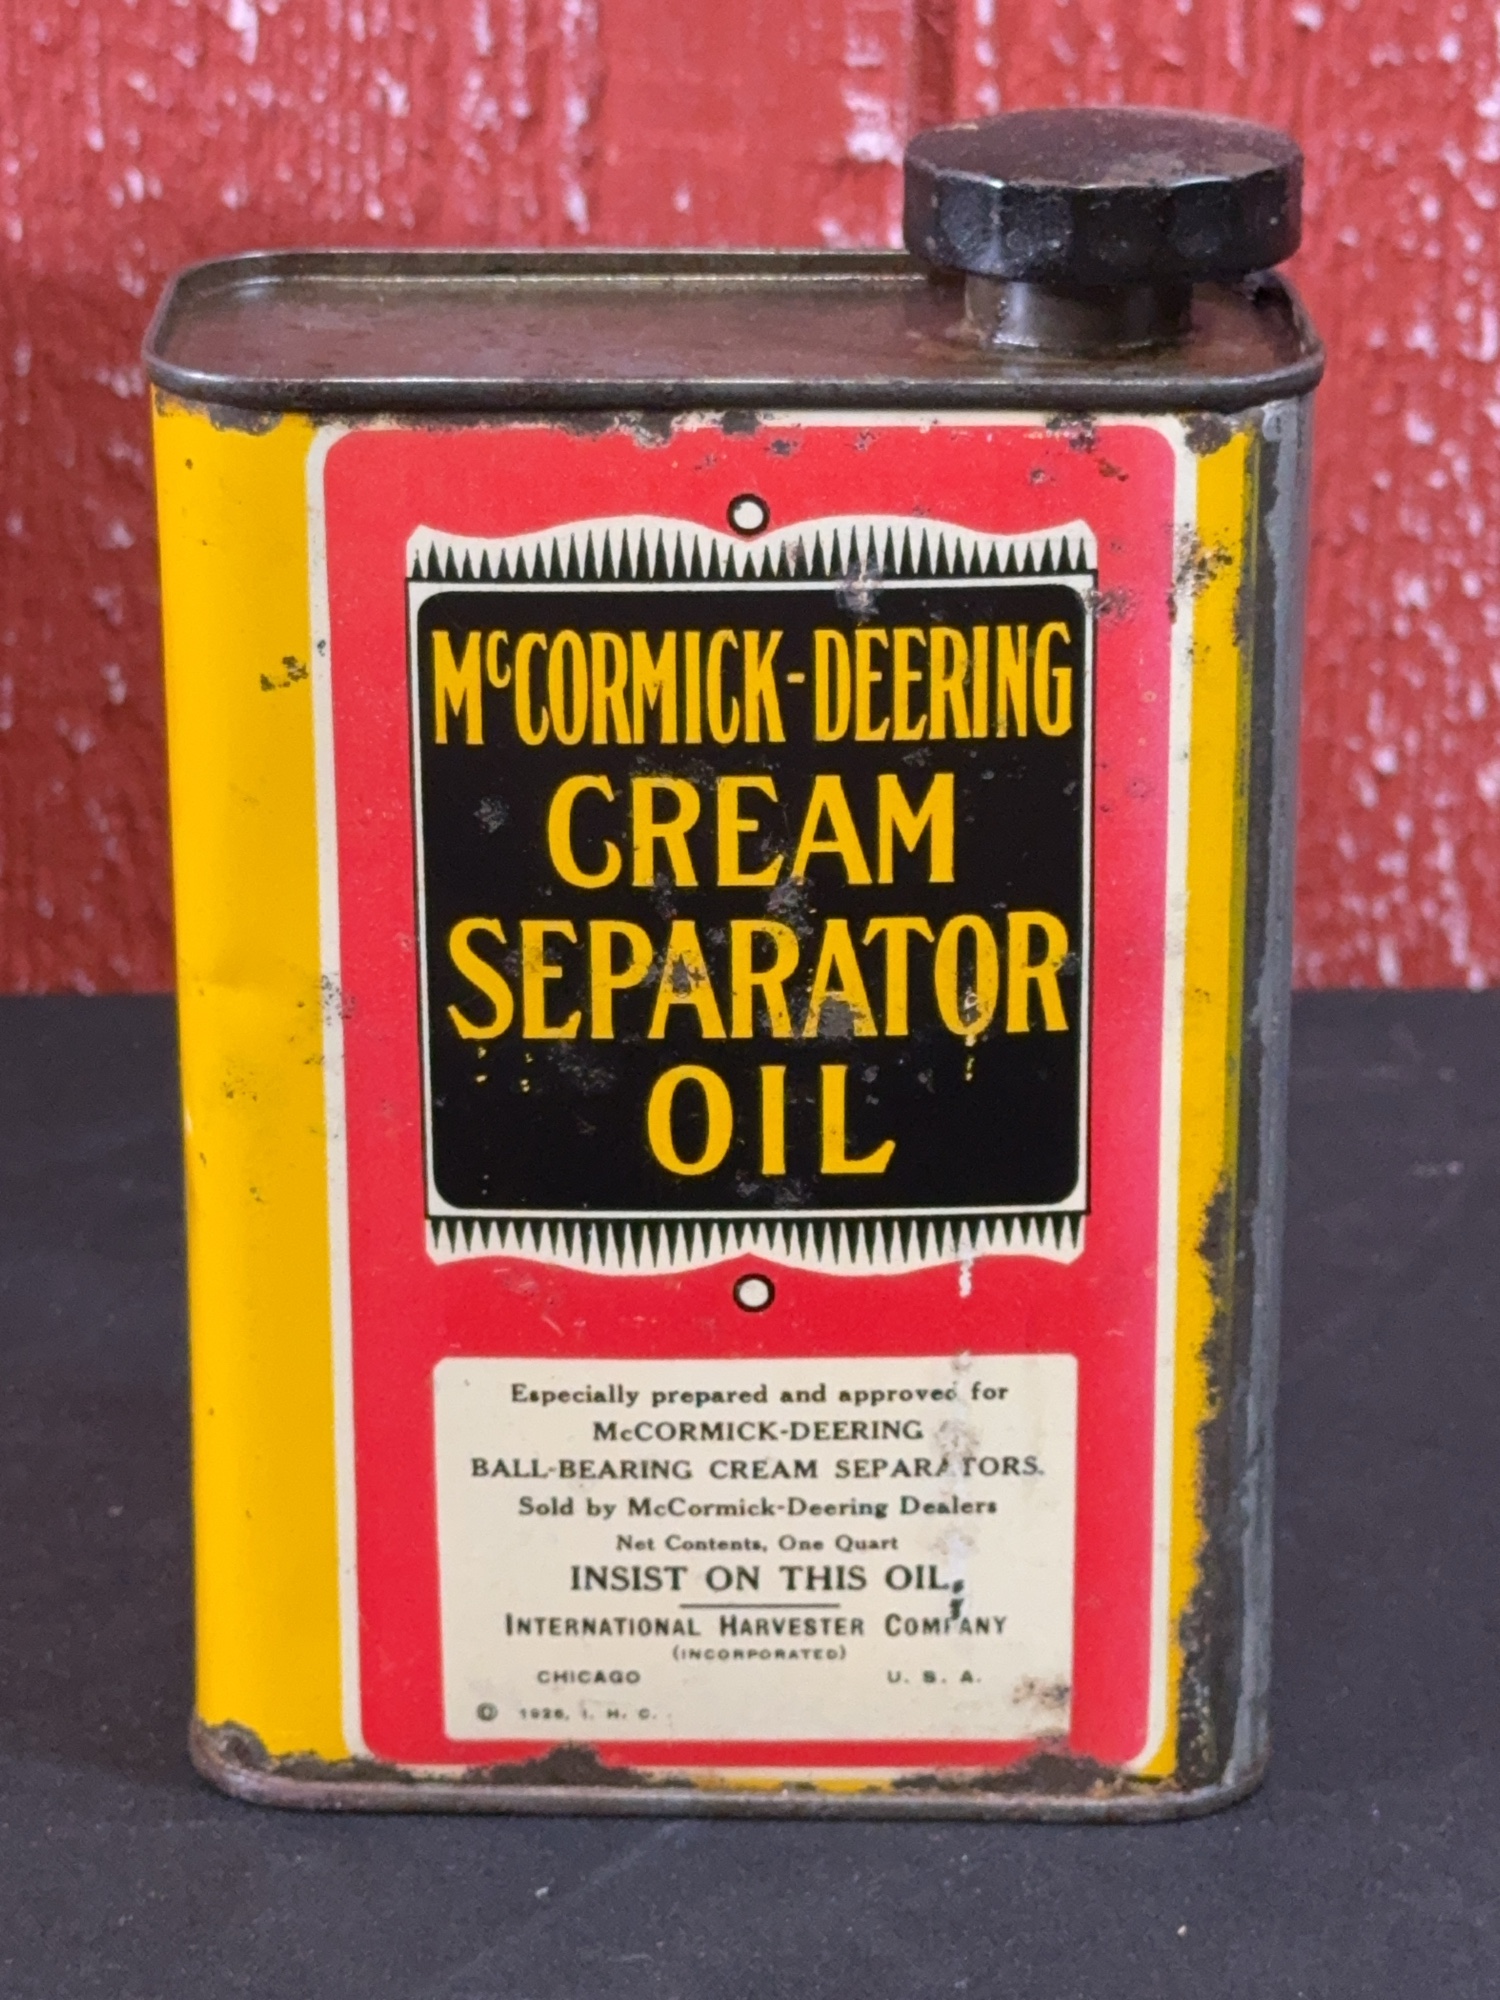 McCORMICK-DEERING
CREAM
SEPARATOR
OIL
Especially prepared and approved for
McCORMICK-DEERING
BALL-BEARING CREAM SEPARATORS.
Sold by McCormick-Deering Dealers
Net Contents, One Quart
INSIST ON THIS OIL.
INTERNATIONAL HARVESTER COMPANY
(INCORPORATED)
CHICAGO U. S. A.
© 1926, I. H. C.